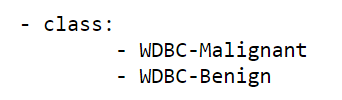 - class:
- WDBC-Malignant
- WDBC-Benign